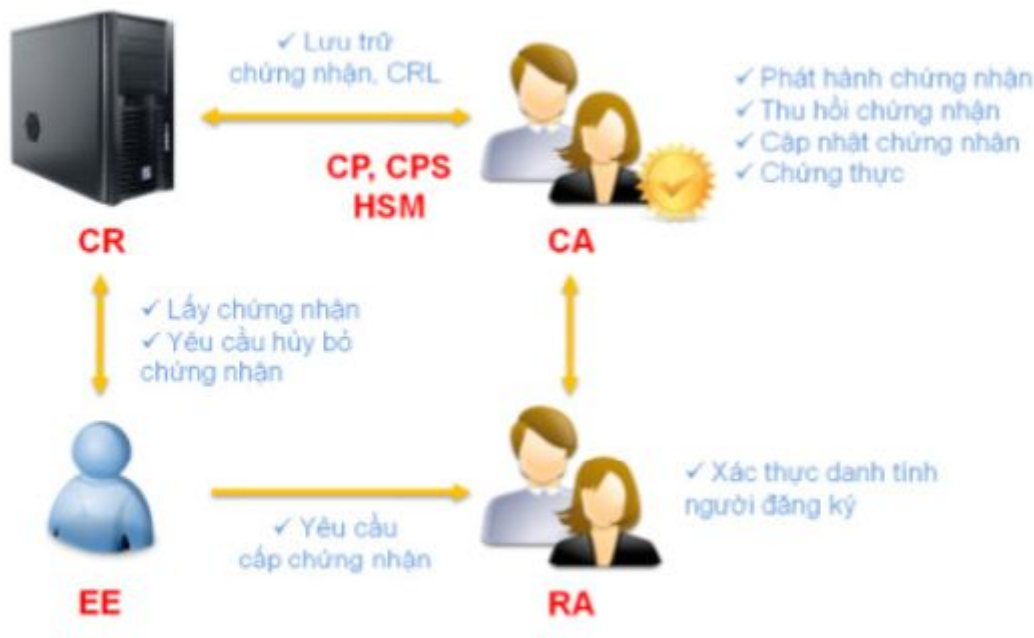 ✓ Lưu trữ
chứng nhận, CRL
✓ Phát hành chứng nhận
✓ Thu hồi chứng nhận
✓ Cập nhật chứng nhận
✓ Chứng thực
CP, CPS
HSM
CR
CA
✓ Lấy chứng nhận
✓ Yêu cầu hủy bỏ
chứng nhận
✓ Xác thực danh tính
người đăng ký
✓ Yêu cầu
cấp chứng nhận
EE
RA